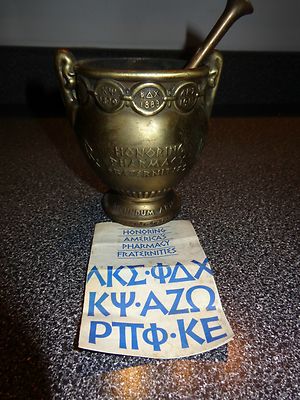 ΦΔΧ
1883
HONORING
PHARMACY
FRATERNITIES
HONORING
AMERICA'S
PHARMACY
FRATERNITIES
ΛΚΣ·ΦΔΧ
ΚΨ·ΑΖΩ
ΡΠΦ·ΚΕ